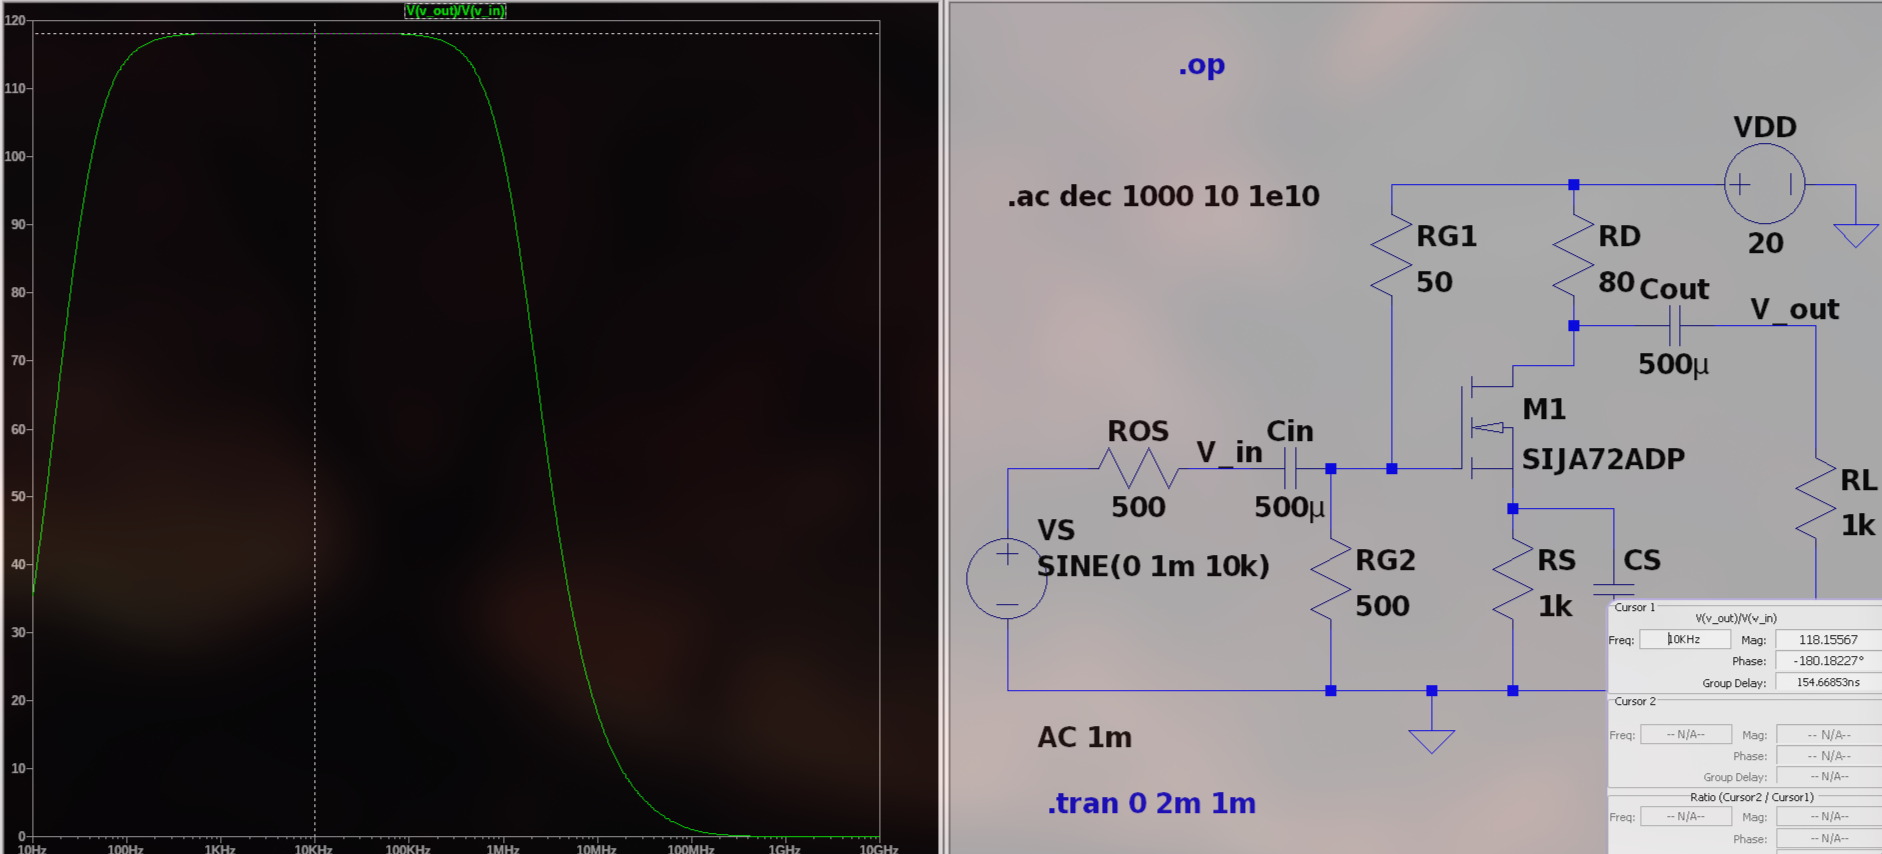 V(v_out)/V(v_in)
120
110
100
90
80
70
60
50
40
30
20
10
0
10Hz 100Hz 1KHz 10KHz 100KHz 1MHz 10MHz 100MHz 1GHz 10GHz
.op
.ac dec 1000 10 1e10
VDD
20
RG1
50
RD
80
Cout
500µ
V_out
M1
SIJA72ADP
ROS
500
V_in
Cin
500µ
VS
SINE(0 1m 10k)
RG2
500
RS
1k
CS
RL
1k
AC 1m
.tran 0 2m 1m
Cursor 1
V(v_out)/V(v_in)
Freq: 10KHz Mag: 118.15567
Phase: -180.18227°
Group Delay: 154.66853ns
Cursor 2
Freq: -- N/A-- Mag: -- N/A--
Phase: -- N/A--
Group Delay: -- N/A--
Ratio (Cursor2 / Cursor1)
Freq: -- N/A-- Mag: -- N/A--
Phase: -- N/A--